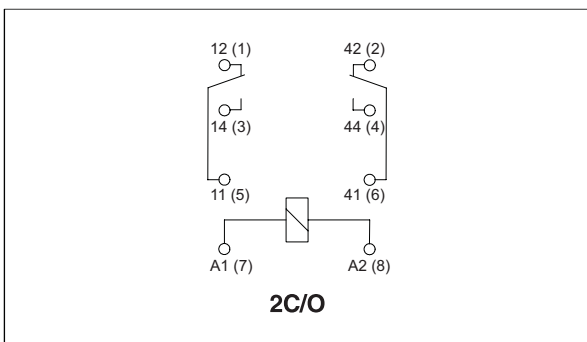 12 (1) 42 (2)
14 (3) 44 (4)
11 (5) 41 (6)
A1 (7) A2 (8)
2C/O